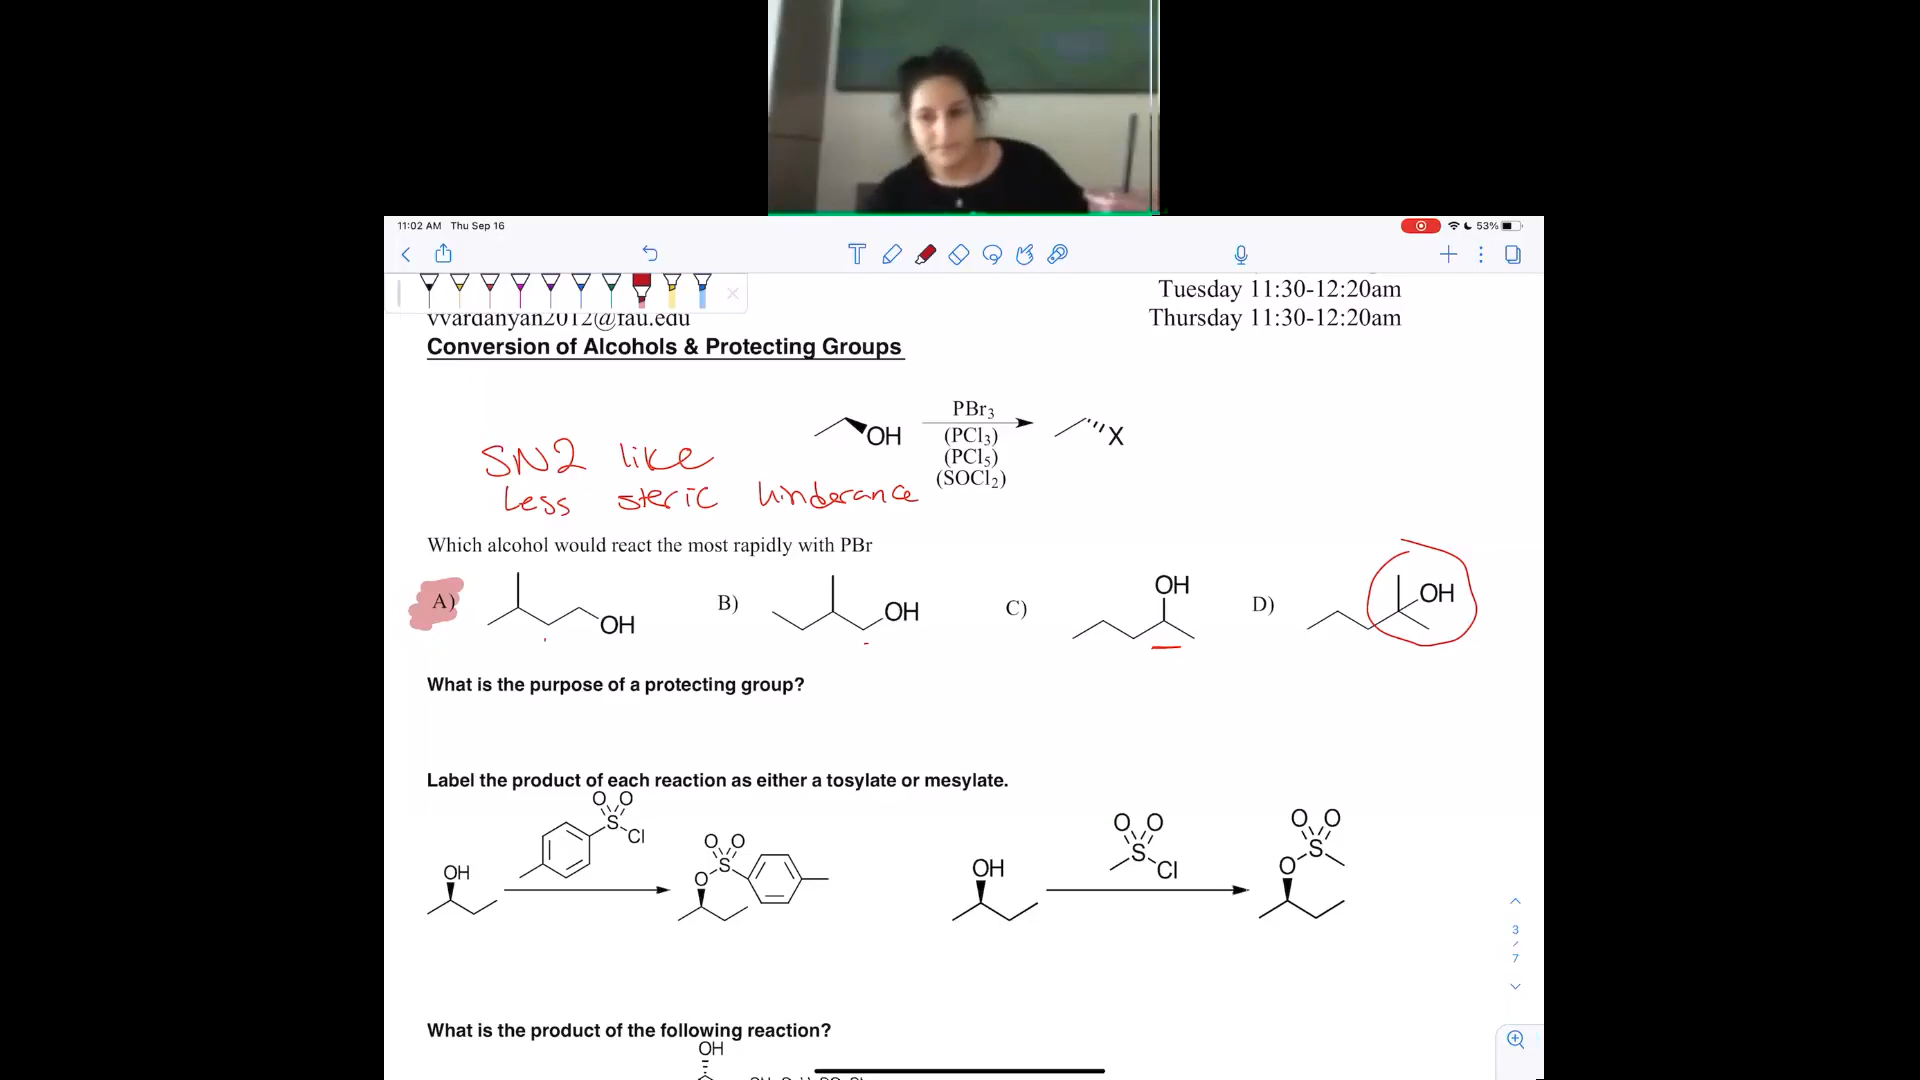 11:02 AM Thu Sep 16
53%
Tuesday 11:30-12:20am
vvardanyan2012@fau.edu
Thursday 11:30-12:20am
Conversion of Alcohols & Protecting Groups
PBr3
OH
X
(PCl3)
(PCl5)
(SOCl2)
SN2 like
Less steric hinderance
Which alcohol would react the most rapidly with PBr
A)
OH
B)
OH
C)
OH
D)
OH
What is the purpose of a protecting group?
Label the product of each reaction as either a tosylate or mesylate.
O O
S
Cl
OH
O O
S
O
O O
S
Cl
OH
O O
S
O
3
7
What is the product of the following reaction?
OH